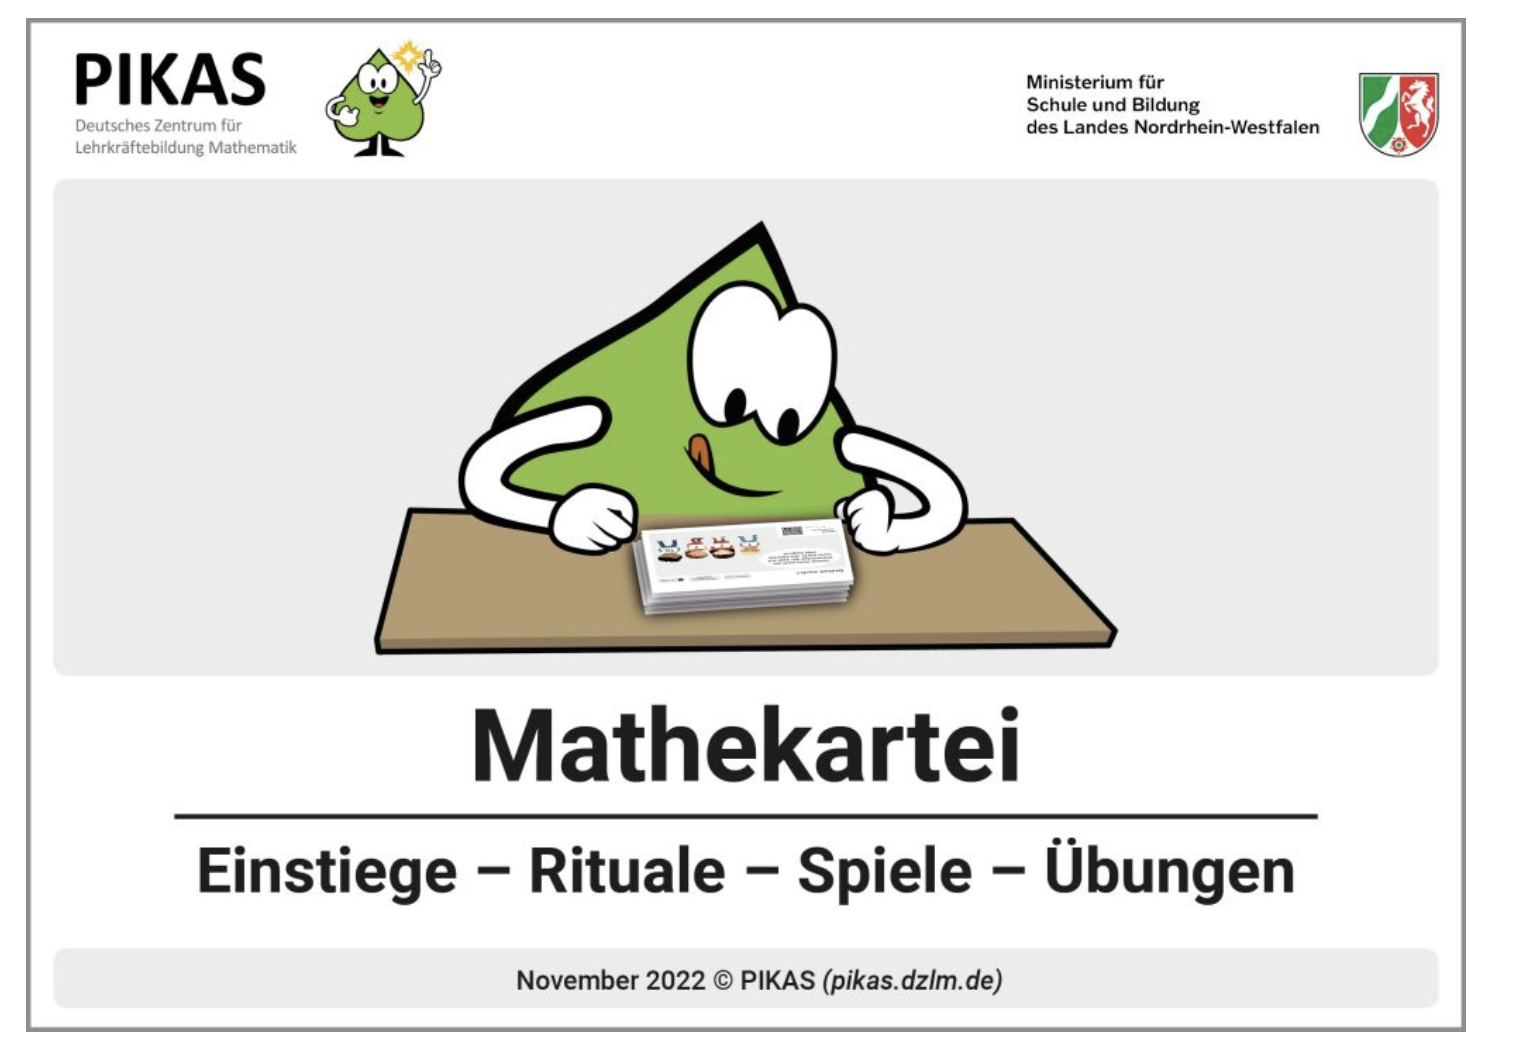 PIKAS
Deutsches Zentrum für
Lehrkräftebildung Mathematik
Ministerium für
Schule und Bildung
des Landes Nordrhein-Westfalen
Mathekartei
Einstiege – Rituale – Spiele – Übungen
November 2022 © PIKAS (pikas.dzlm.de)